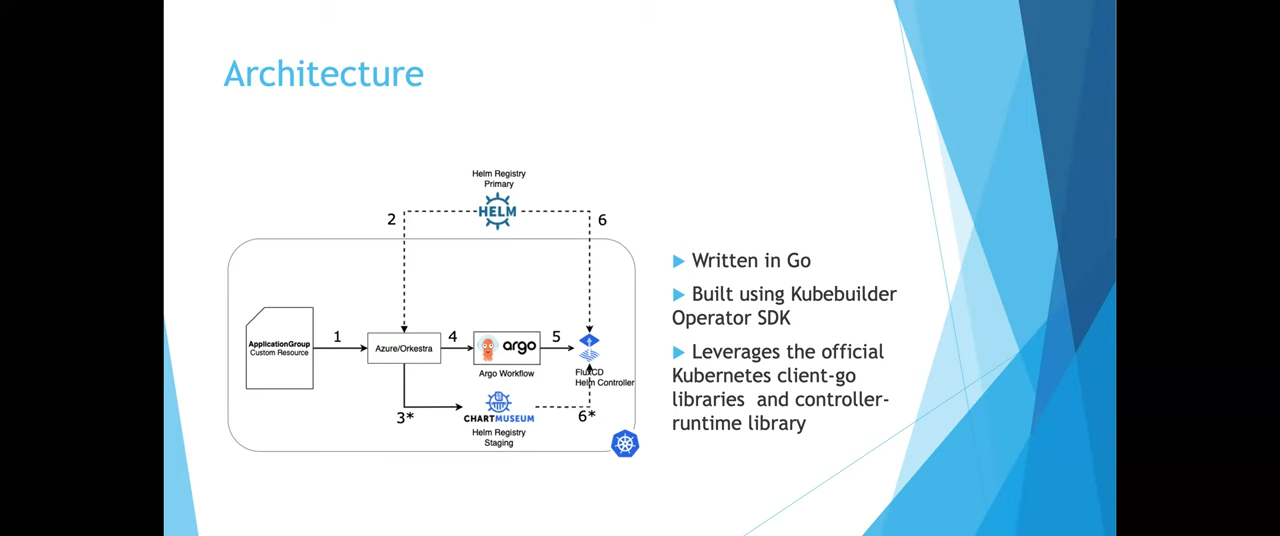 Architecture
Helm Registry
Primary
HELM
2
6
ApplicationGroup
Custom Resource
1
Azure/Orkestra
4
argo
5
Argo Workflow
FluxCD
Helm Controller
3*
CHARTMUSEUM
6*
Helm Registry
Staging
Written in Go
Built using Kubebuilder
Operator SDK
Leverages the official
Kubernetes client-go
libraries and controller-
runtime library